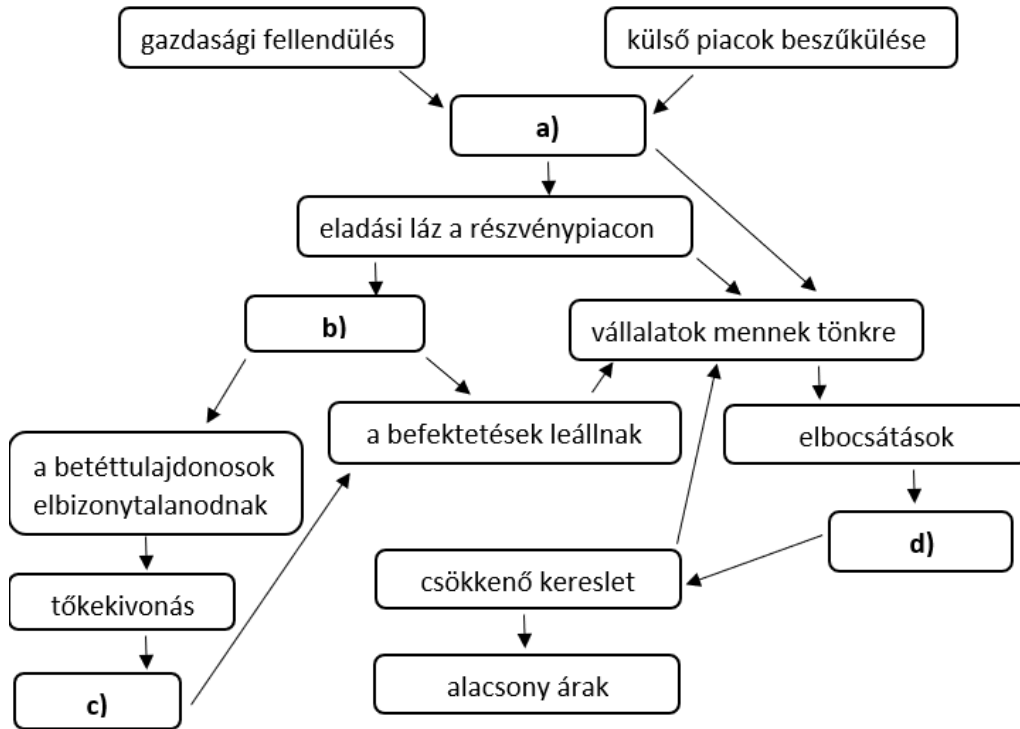 gazdasági fellendülés
külső piacok beszűkülése
a)
eladási láz a részvénypiacon
b)
vállalatok mennek tönkre
a befektetések leállnak
elbocsátások
a betéttulajdonosok
elbizonytalanodnak
d)
csökkenő kereslet
tőkekivonás
alacsony árak
c)